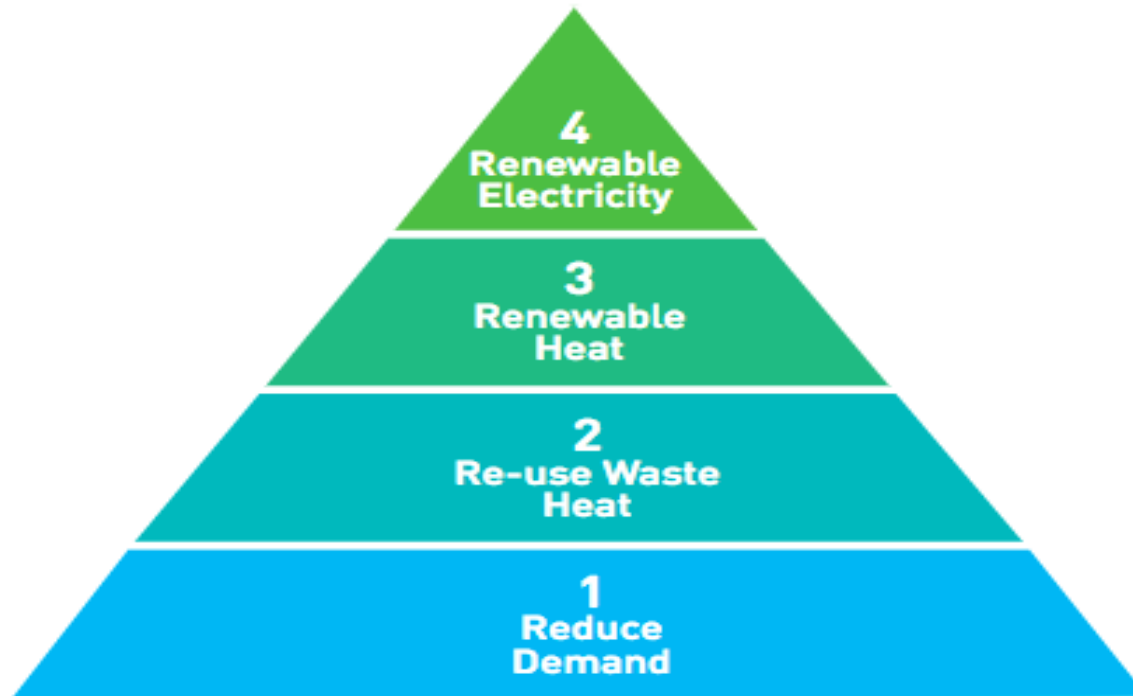 4
Renewable
Electricity
3
Renewable
Heat
2
Re-use Waste
Heat
1
Reduce
Demand